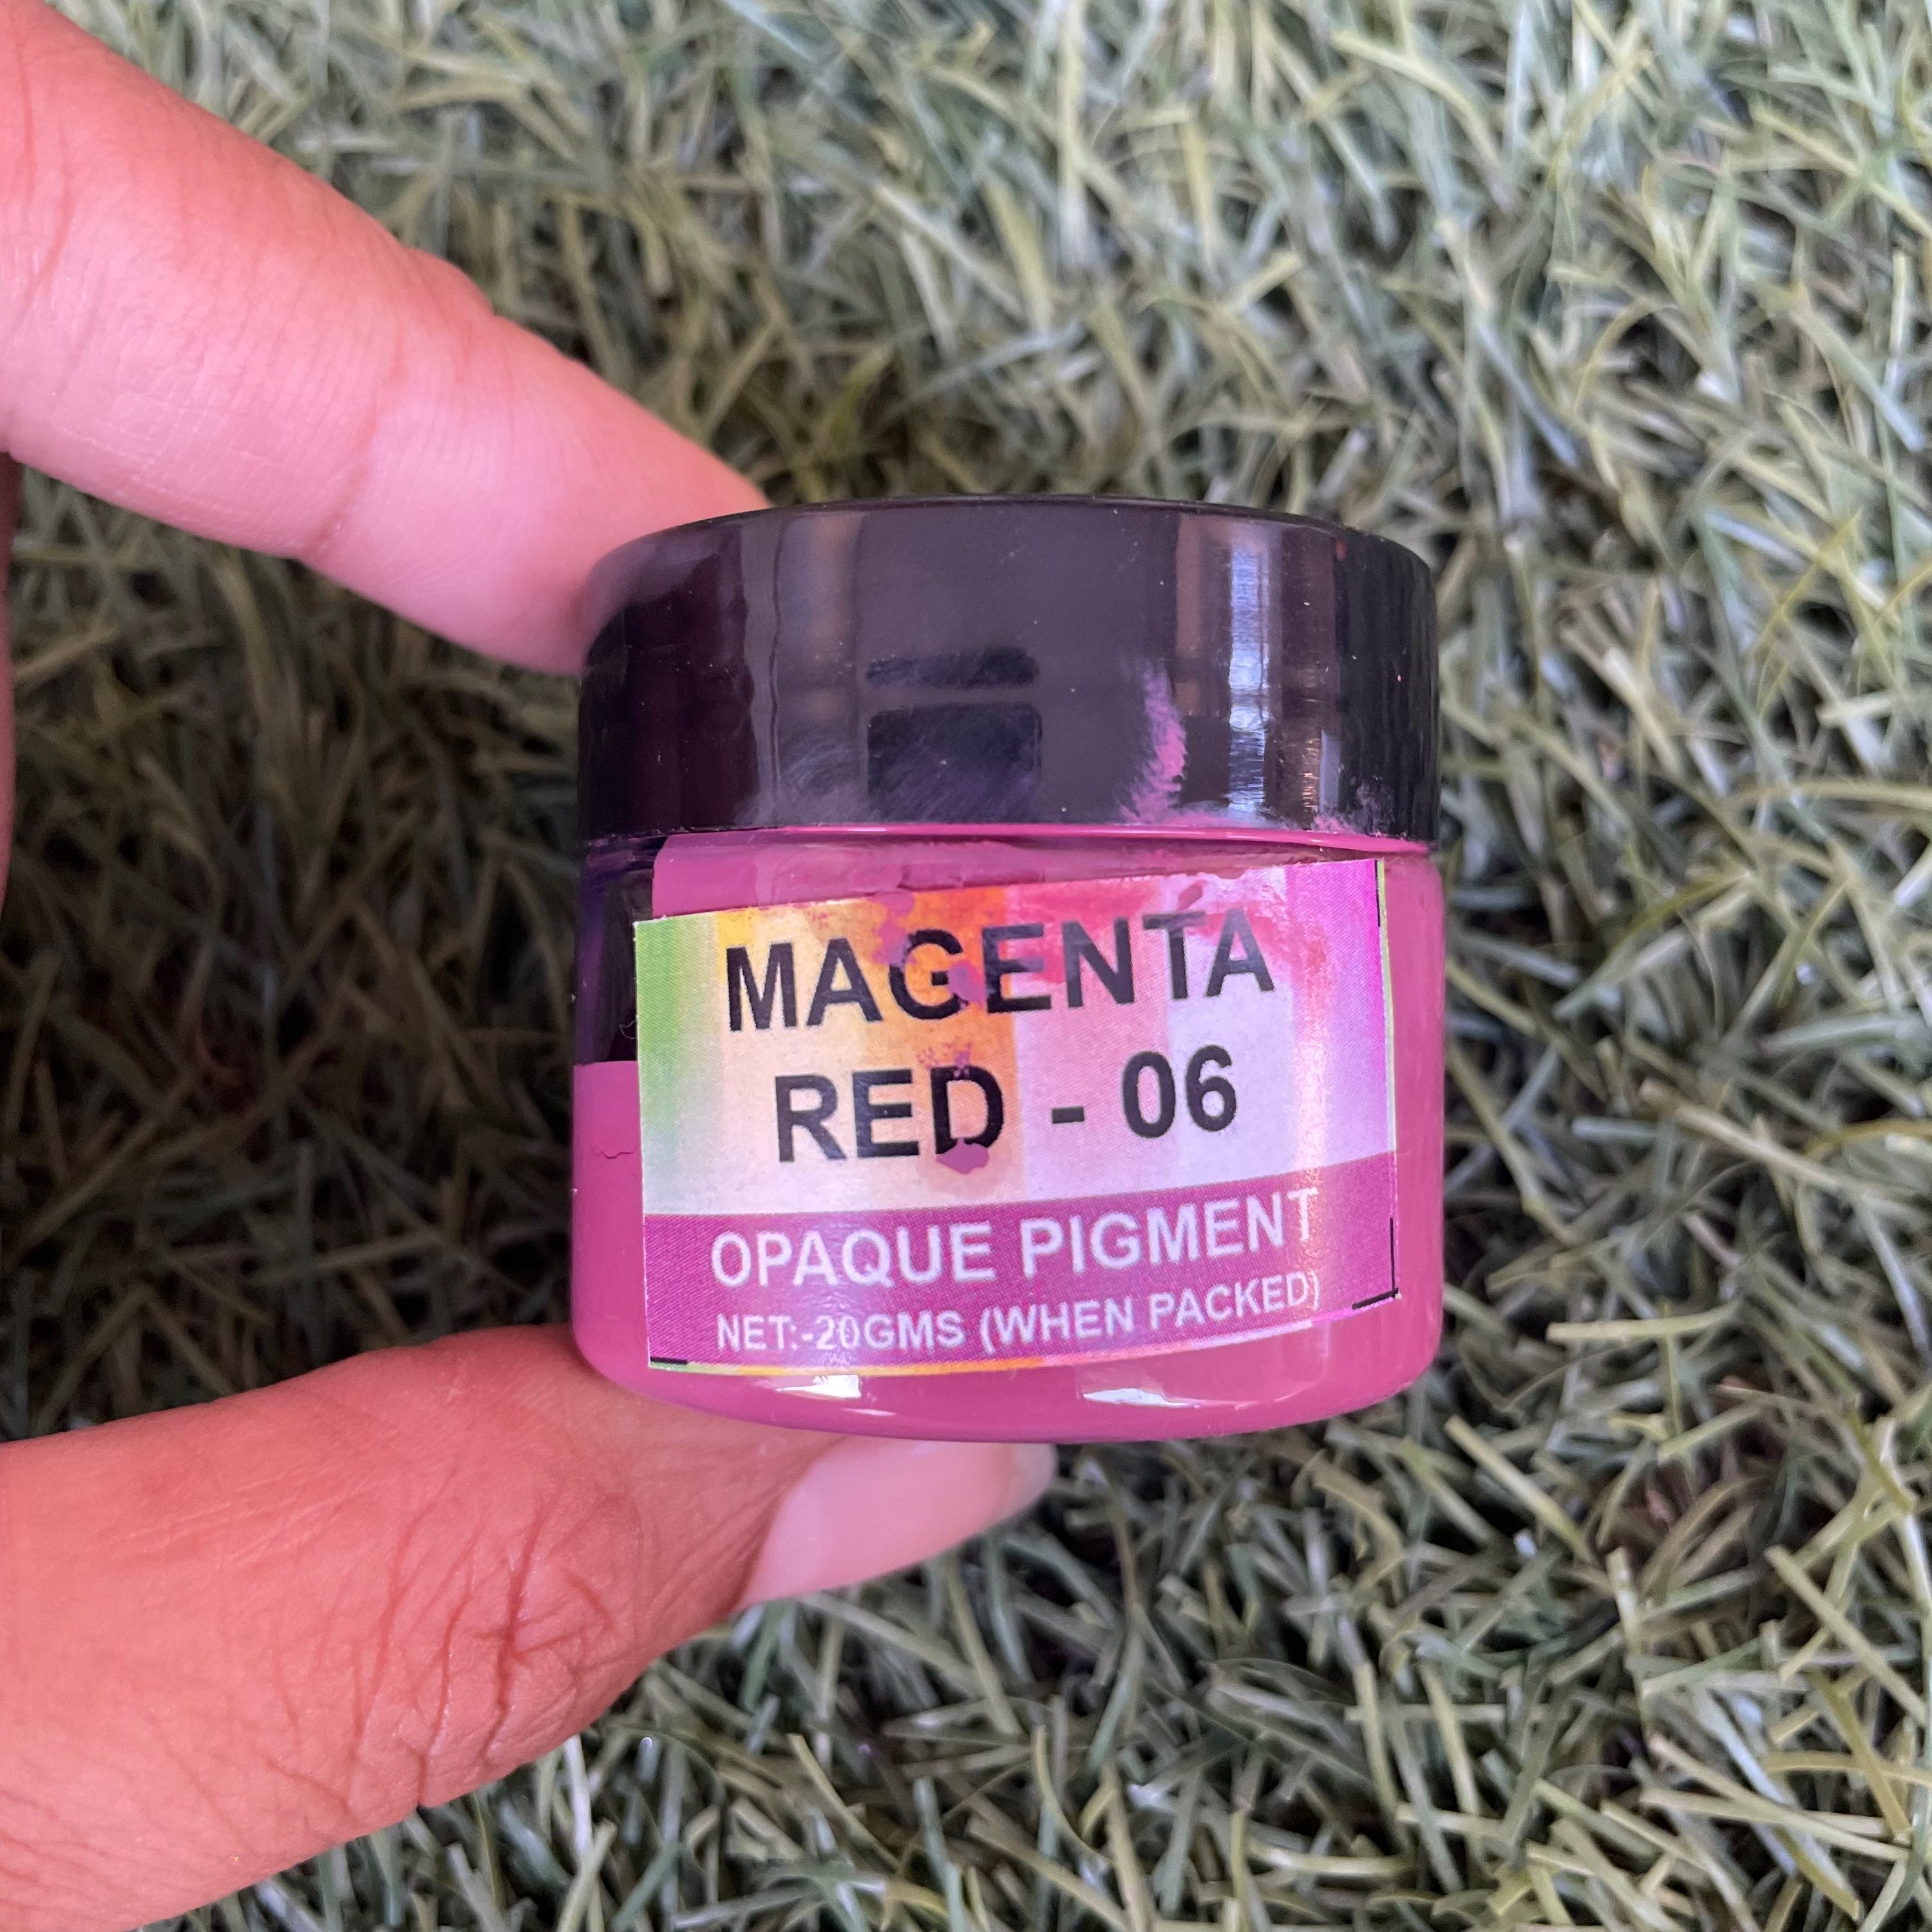 MAGENTA
RED - 06
OPAQUE PIGMENT
NET:-20GMS (WHEN PACKED)